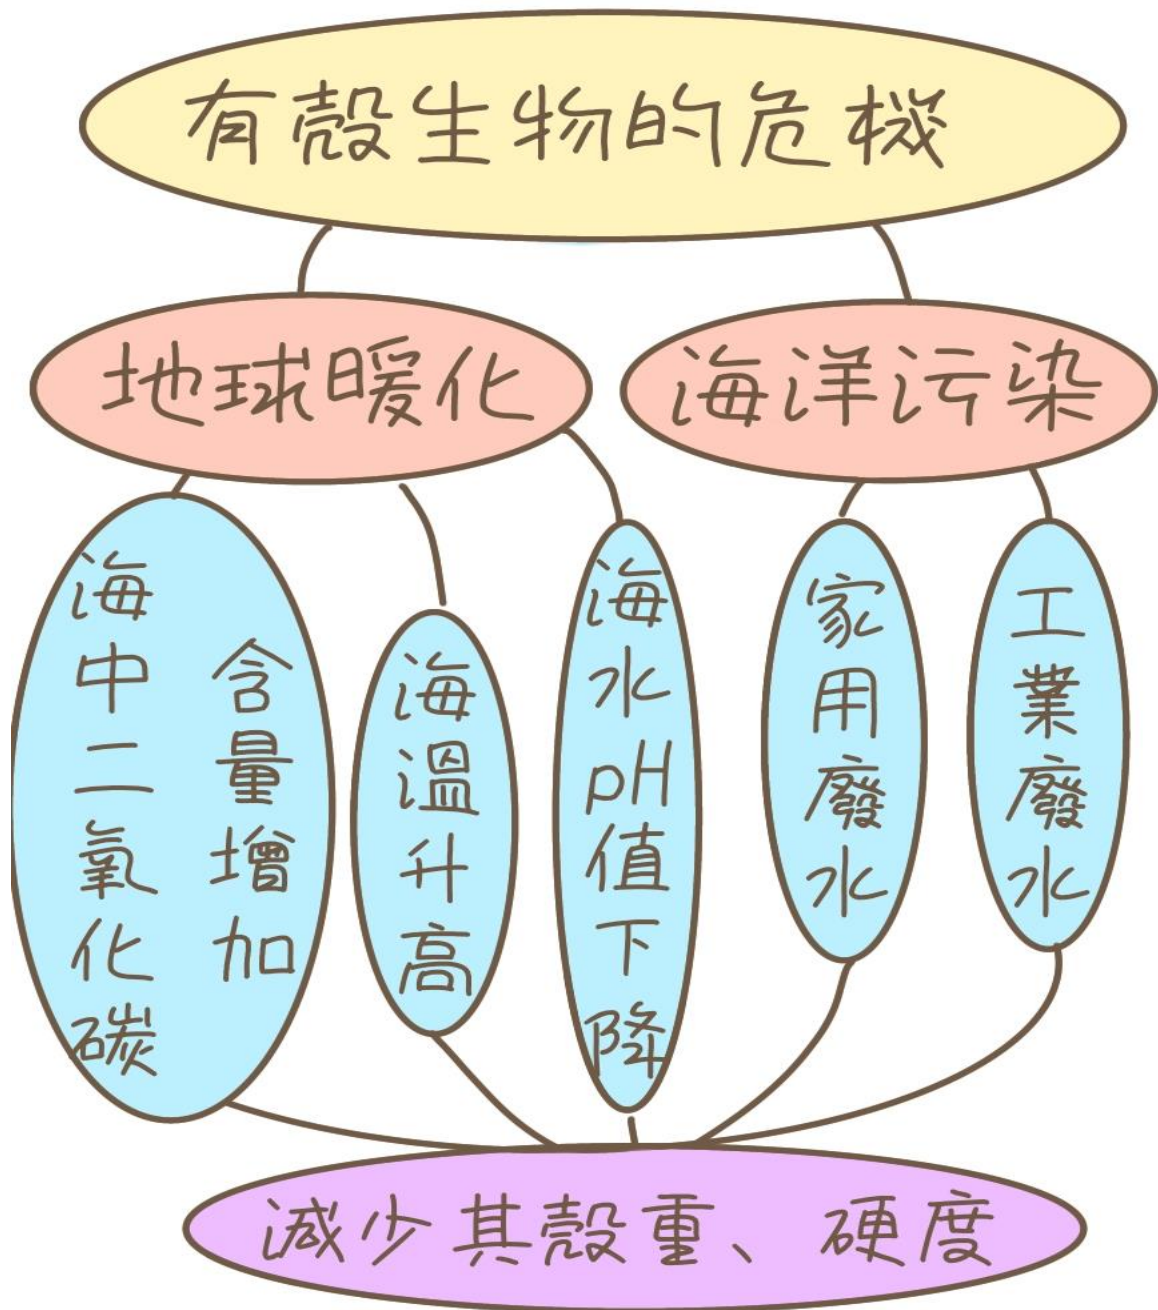 有殼生物的危機
地球暖化
海洋污染
海中二氧化碳
含量增加
海溫升高
海水pH值下降
家用廢水
工業廢水
減少其殼重、硬度